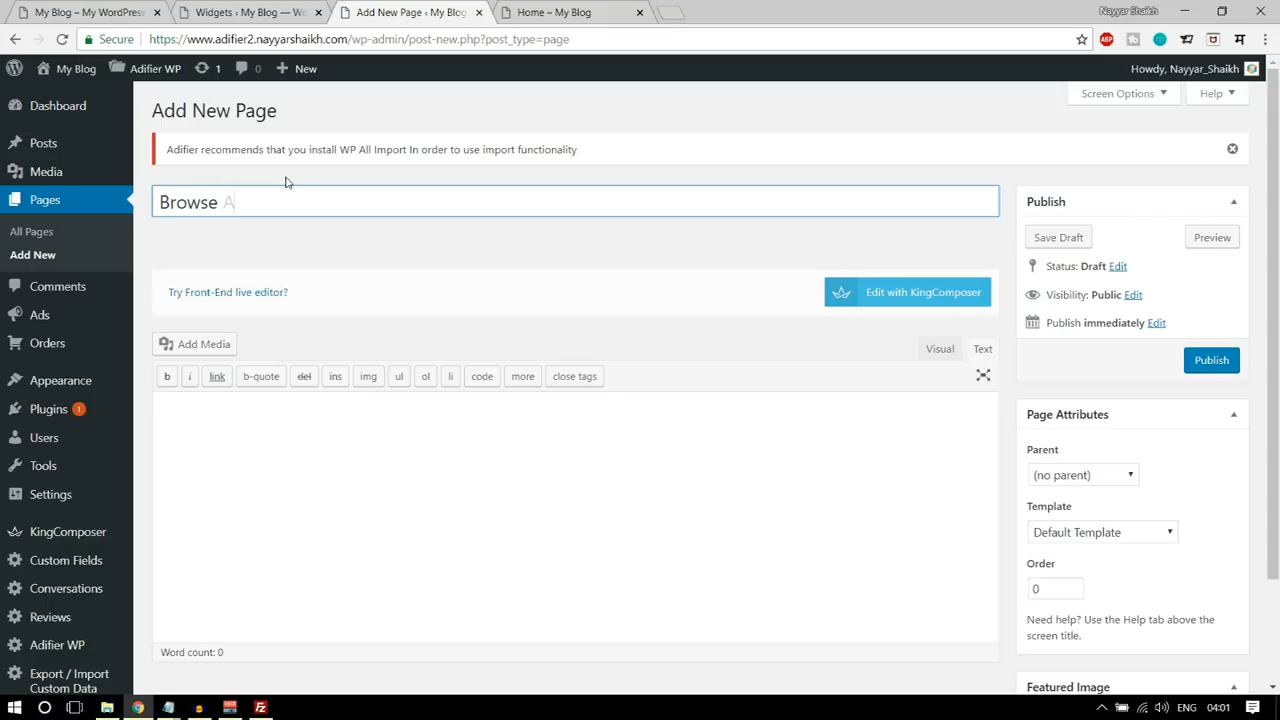 My Blog – My WordPress
Widgets ‹ My Blog — Wo
Add New Page ‹ My Blog
Home – My Blog
Nayyar Shaikh
Secure
https://www.adifier2.nayyarshaikh.com/wp-admin/post-new.php?post_type=page
ABP
My Blog
Adifier WP
1
0
New
Howdy, Nayyar_Shaikh
Dashboard
Posts
Media
Pages
All Pages
Add New
Comments
Ads
Orders
Appearance
Plugins 1
Users
Tools
Settings
KingComposer
Custom Fields
Conversations
Reviews
Adifier WP
Export / Import
Custom Data
Screen Options
Help
Add New Page
Adifier recommends that you install WP All Import In order to use import functionality
Browse A
Try Front-End live editor?
Edit with KingComposer
Add Media
Visual
Text
b
i
link
b-quote
del
ins
img
ul
ol
li
code
more
close tags
Word count: 0
Publish
Save Draft
Preview
Status: Draft Edit
Visibility: Public Edit
Publish immediately Edit
Publish
Page Attributes
Parent
(no parent)
Template
Default Template
Order
0
Need help? Use the Help tab above the
screen title.
Featured Image
ENG
04:01